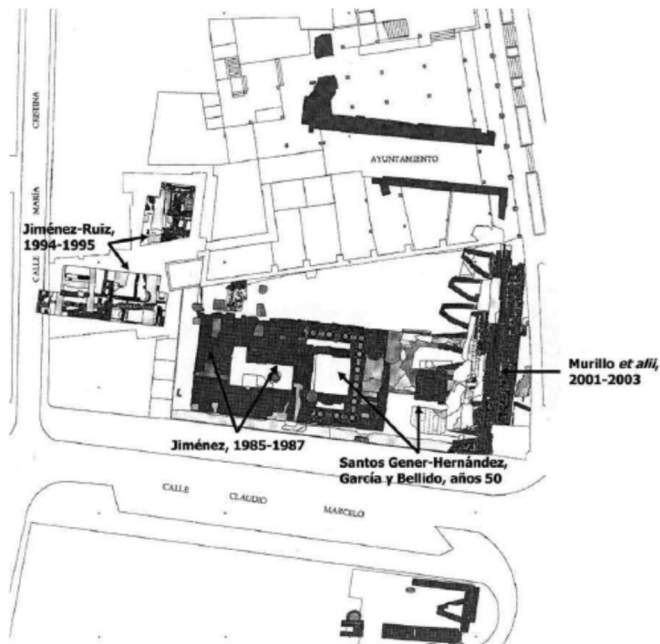 CALLE MARÍA CRISTINA
AYUNTAMIENTO
Jiménez-Ruiz,
1994-1995
Murillo et alii,
2001-2003
Jiménez, 1985-1987
Santos Gener-Hernández,
García y Bellido, años 50
CALLE CLAUDIO MARCELO